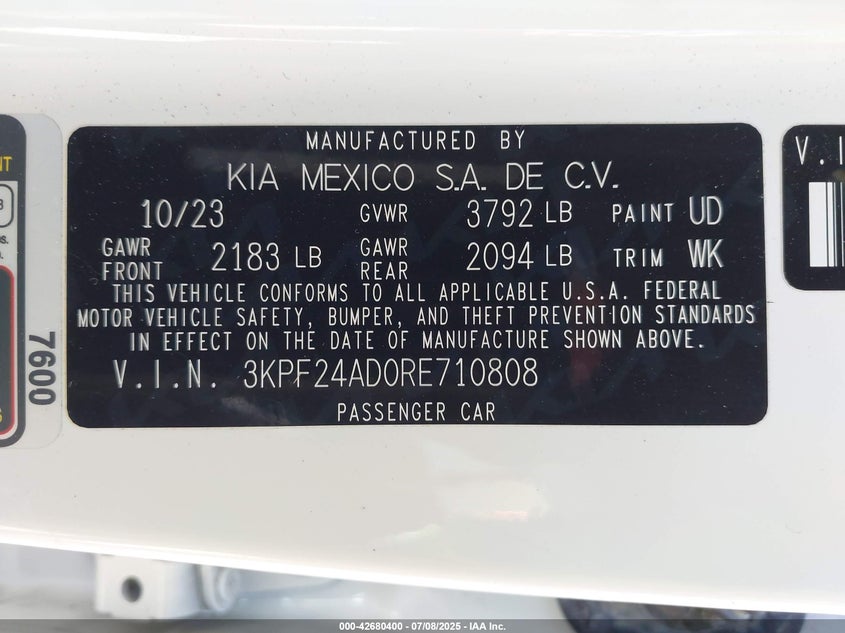 MANUFACTURED BY
KIA MEXICO S.A. DE C.V.
10/23 GVWR 3792 LB PAINT UD
GAWR FRONT 2183 LB GAWR REAR 2094 LB TRIM WK
THIS VEHICLE CONFORMS TO ALL APPLICABLE U.S.A. FEDERAL
MOTOR VEHICLE SAFETY, BUMPER, AND THEFT PREVENTION STANDARDS
IN EFFECT ON THE DATE OF MANUFACTURE SHOWN ABOVE.
V.I.N. 3KPF24AD0RE710808
PASSENGER CAR
7600
V.I
000-42680400 - 07/08/2025 - IAA Inc.